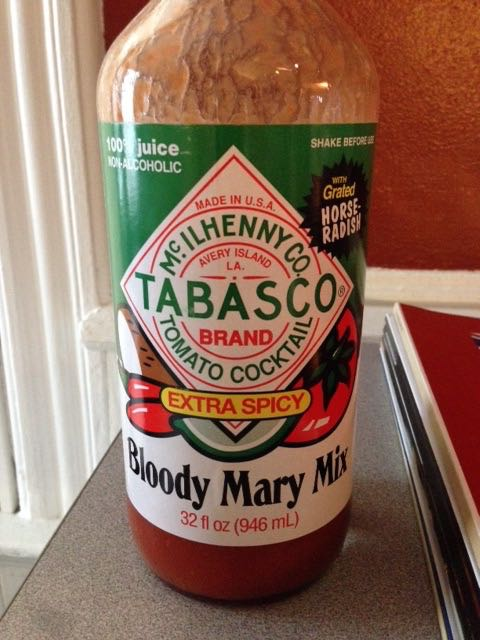 100% juice
NON-ALCOHOLIC
SHAKE BEFORE USE
WITH
Grated
HORSE-
RADISH
MADE IN U.S.A.
McILHENNY CO.
AVERY ISLAND
LA.
TABASCO®
BRAND
TOMATO COCKTAIL
EXTRA SPICY
Bloody Mary Mix
32 fl oz (946 mL)